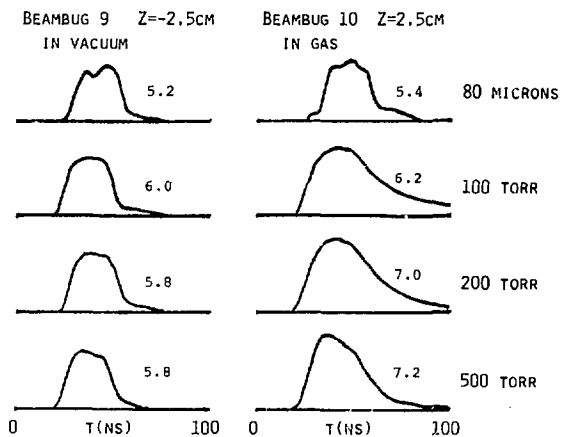 BEAMBUG 9 Z=-2.5CM
IN VACUUM
BEAMBUG 10 Z=2.5CM
IN GAS
5.2
5.4
80 MICRONS
6.0
6.2
100 TORR
5.8
7.0
200 TORR
5.8
7.2
500 TORR
0 T(NS) 100
0 T(NS) 100